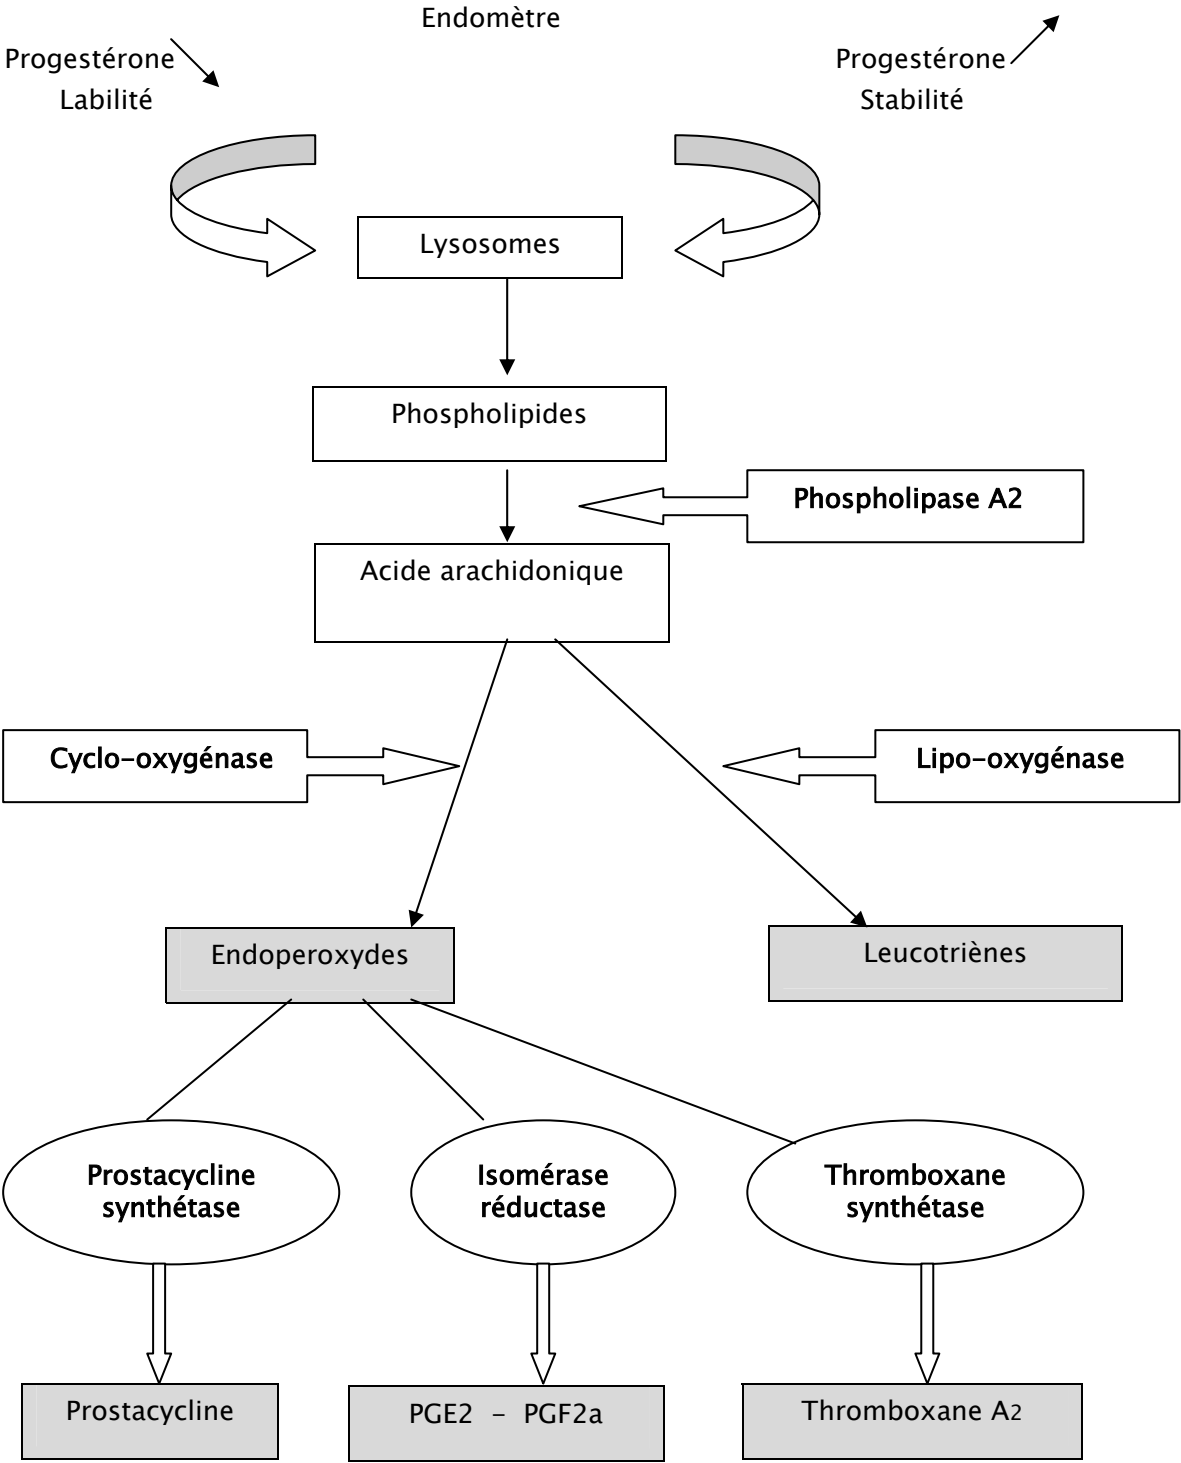 Endomètre
Progestérone
Progestérone
Labilité
Stabilité
Lysosomes
Phospholipides
Phospholipase A2
Acide arachidonique
Cyclo-oxygénase
Lipo-oxygénase
Endoperoxydes
Leucotriènes
Prostacycline
synthétase
Isomérase
réductase
Thromboxane
synthétase
Prostacycline
PGE2 - PGF2a
Thromboxane A2